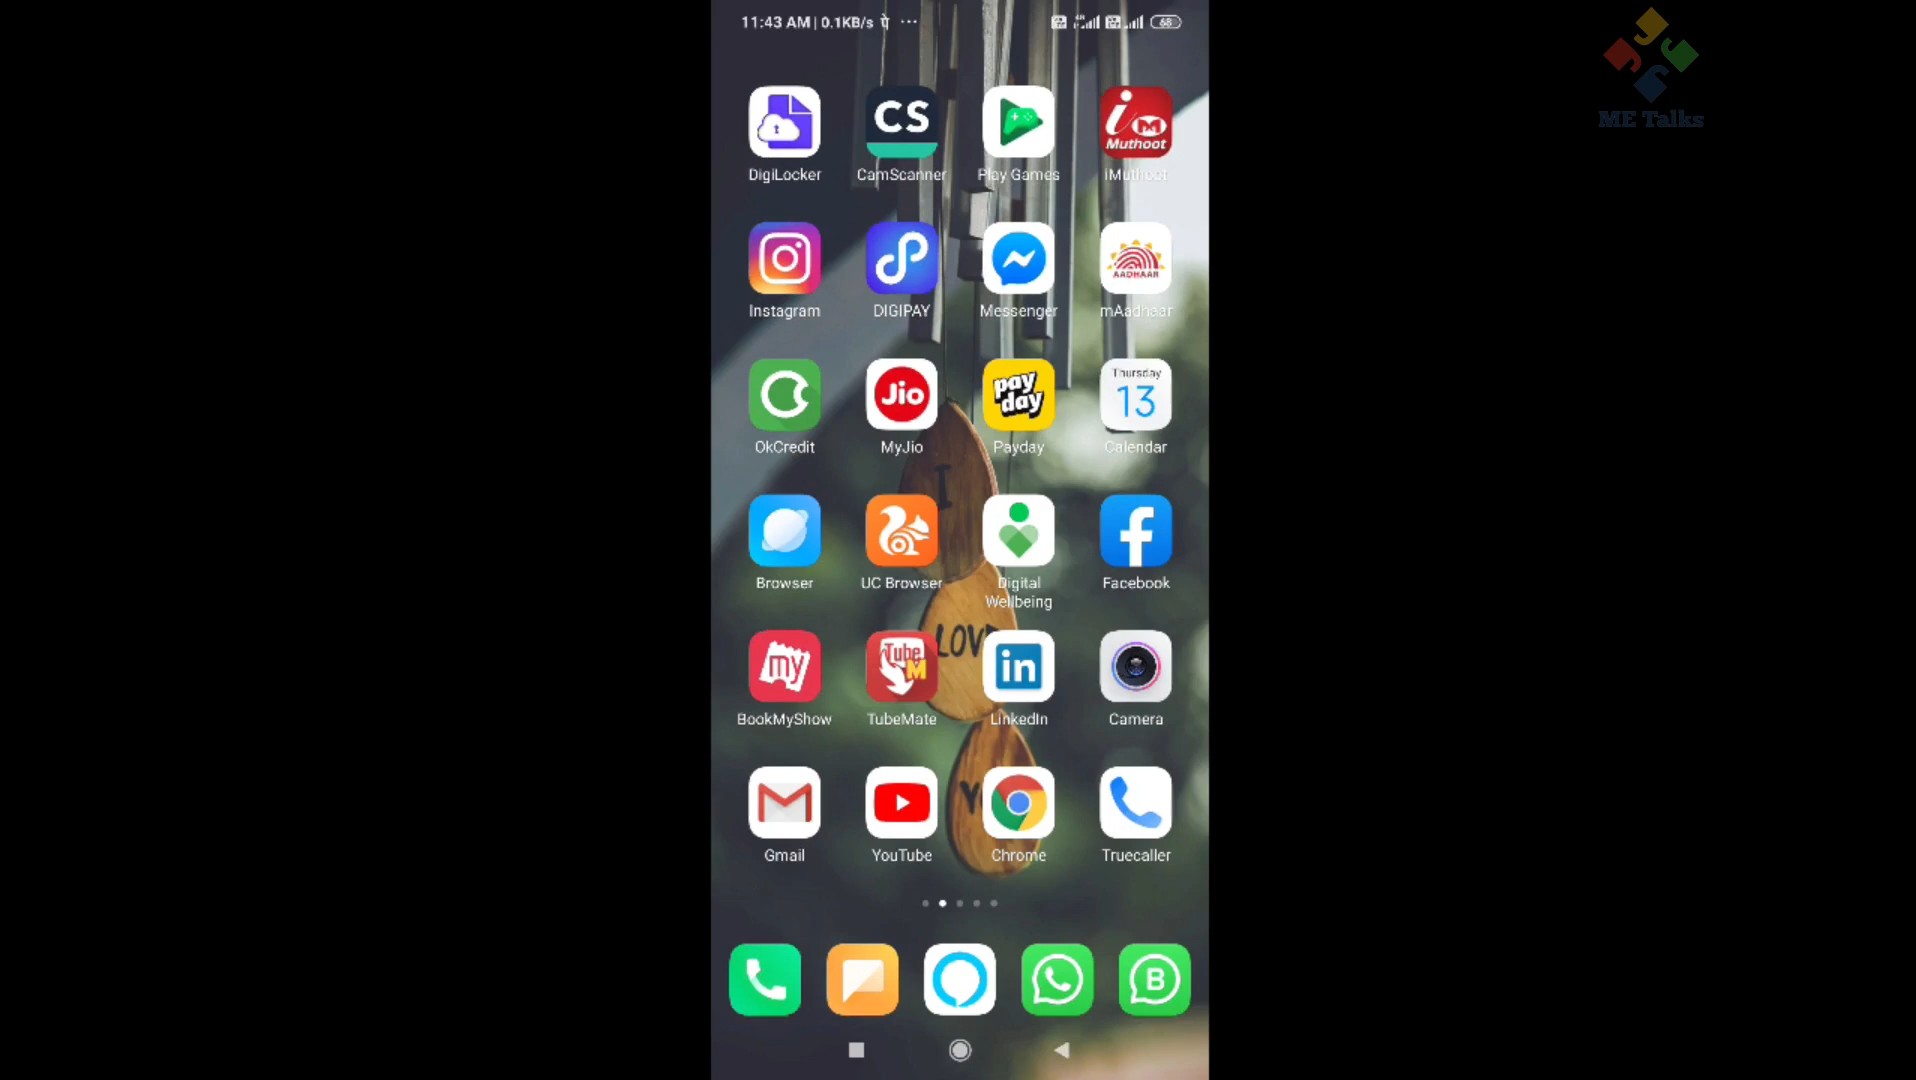 11:43 AM | 0.1KB/s
68
ME Talks
CS
i
M
Muthoot
DigiLocker
CamScanner
Play Games
iMuthoot
AADHAAR
Instagram
DIGIPAY
Messenger
mAadhaar
Jio
pay
day
Thursday
13
OkCredit
MyJio
Payday
Calendar
I
Browser
UC Browser
Digital
Wellbeing
Facebook
LOVE
my
Tube
M
in
BookMyShow
TubeMate
LinkedIn
Camera
Gmail
YouTube
Chrome
Truecaller
B